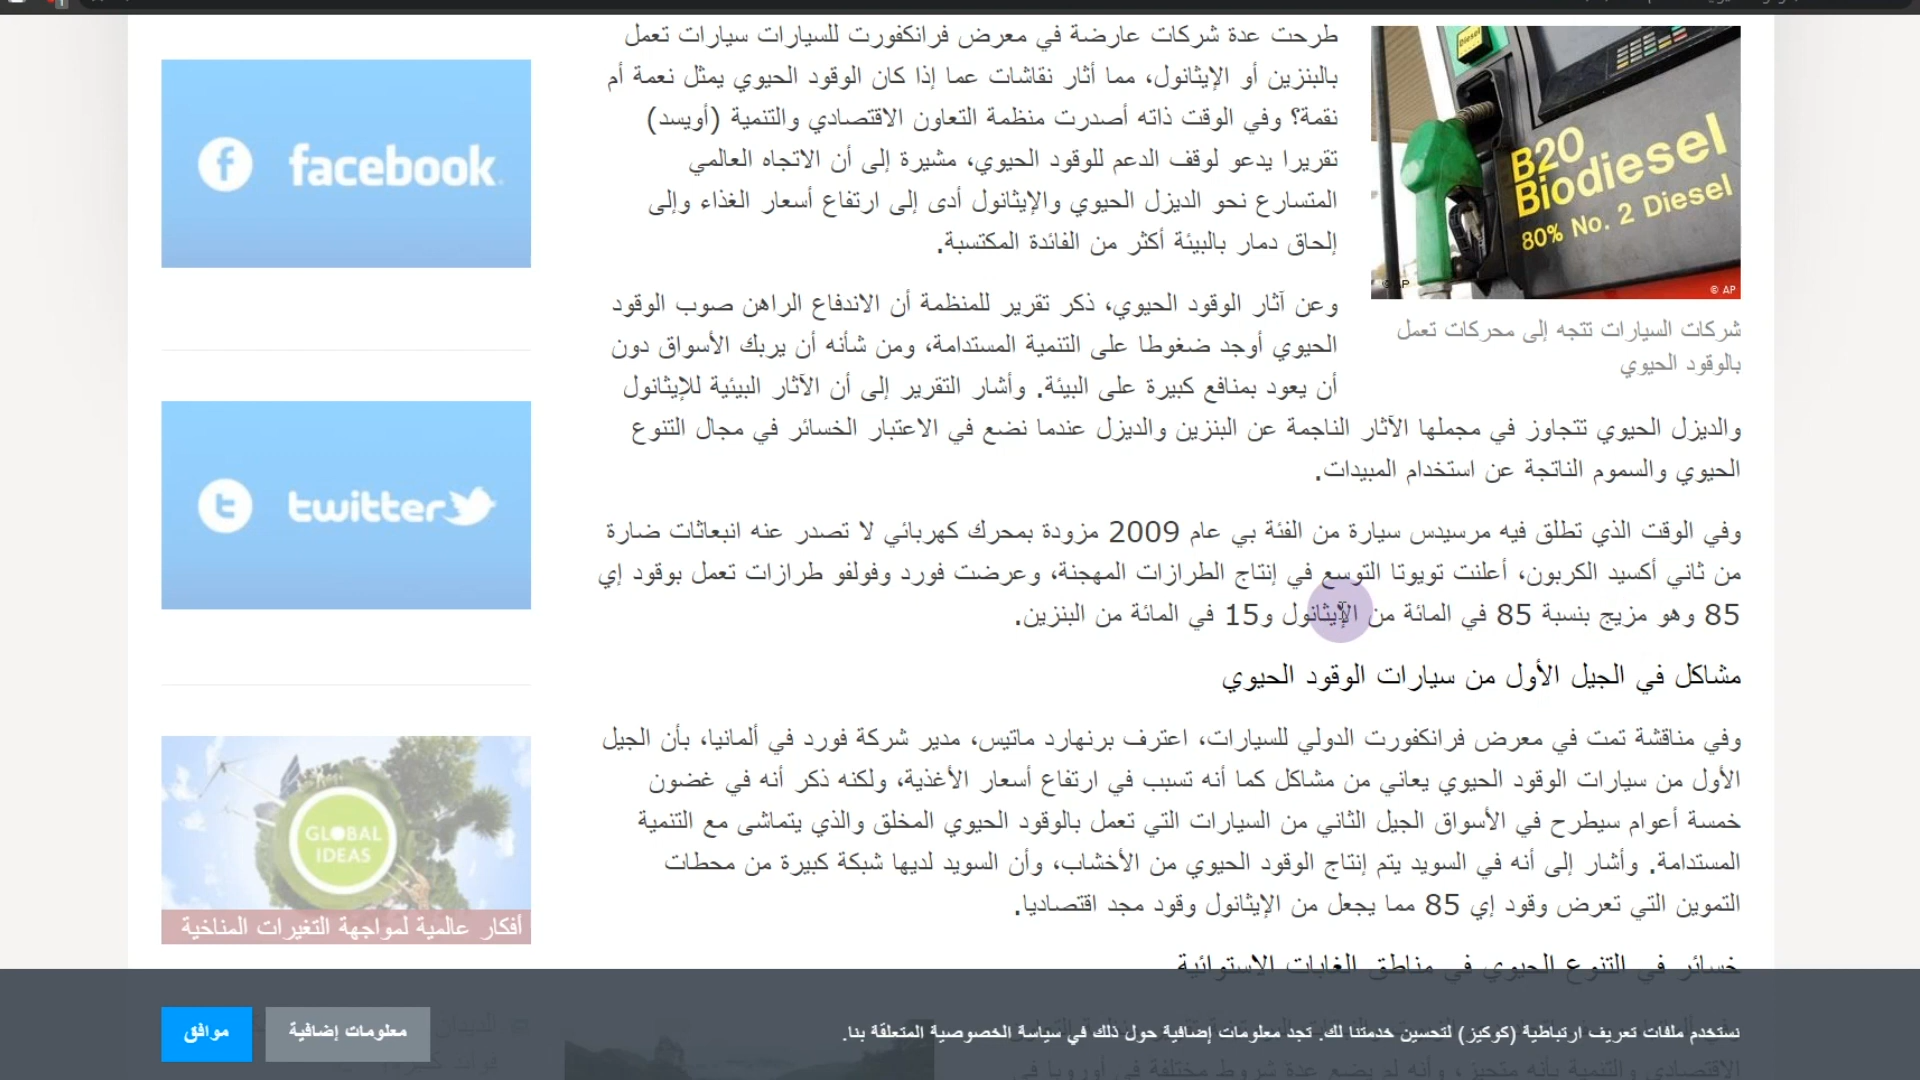 طرحت عدة شركات عارضة في معرض فرانكفورت للسيارات سيارات تعمل
بالبنزين أو الإيثانول، مما أثار نقاشات عما إذا كان الوقود الحيوي يمثل نعمة أم
نقمة؟ وفي الوقت ذاته أصدرت منظمة التعاون الاقتصادي والتنمية (أويسد)
تقريرا يدعو لوقف الدعم للوقود الحيوي، مشيرة إلى أن الاتجاه العالمي
المتسارع نحو الديزل الحيوي والإيثانول أدى إلى ارتفاع أسعار الغذاء وإلى
إلحاق دمار بالبيئة أكثر من الفائدة المكتسبة.
Diesel
B20
Biodiesel
80% No. 2 Diesel
© AP
شركات السيارات تتجه إلى محركات تعمل
بالوقود الحيوي
وعن آثار الوقود الحيوي، ذكر تقرير للمنظمة أن الاندفاع الراهن صوب الوقود
الحيوي أوجد ضغوطا على التنمية المستدامة، ومن شأنه أن يربك الأسواق دون
أن يعود بمنافع كبيرة على البيئة. وأشار التقرير إلى أن الآثار البيئية للإيثانول
والديزل الحيوي تتجاوز في مجملها الآثار الناجمة عن البنزين والديزل عندما نضع في الاعتبار الخسائر في مجال التنوع
الحيوي والسموم الناتجة عن استخدام المبيدات.
وفي الوقت الذي تطلق فيه مرسيدس سيارة من الفئة بي عام 2009 مزودة بمحرك كهربائي لا تصدر عنه انبعاثات ضارة
من ثاني أكسيد الكربون، أعلنت تويوتا التوسع في إنتاج الطرازات المهجنة، وعرضت فورد وفولفو طرازات تعمل بوقود إي
85 وهو مزيج بنسبة 85 في المائة من الإيثانول و15 في المائة من البنزين.
مشاكل في الجيل الأول من سيارات الوقود الحيوي
وفي مناقشة تمت في معرض فرانكفورت الدولي للسيارات، اعترف برنهارد ماتيس، مدير شركة فورد في ألمانيا، بأن الجيل
الأول من سيارات الوقود الحيوي يعاني من مشاكل كما أنه تسبب في ارتفاع أسعار الأغذية، ولكنه ذكر أنه في غضون
خمسة أعوام سيطرح في الأسواق الجيل الثاني من السيارات التي تعمل بالوقود الحيوي المخلق والذي يتماشى مع التنمية
المستدامة. وأشار إلى أنه في السويد يتم إنتاج الوقود الحيوي من الأخشاب، وأن السويد لديها شبكة كبيرة من محطات
التموين التي تعرض وقود إي 85 مما يجعل من الإيثانول وقود مجد اقتصاديا.
خسائر في التنوع الحيوي في مناطق الغابات الاستوائية
facebook
twitter
GLOBAL
IDEAS
أفكار عالمية لمواجهة التغيرات المناخية
نستخدم ملفات تعريف ارتباطية (كوكيز) لتحسين خدمتنا لك. تجد معلومات إضافية حول ذلك في سياسة الخصوصية المتعلقة بنا.
معلومات إضافية
موافق